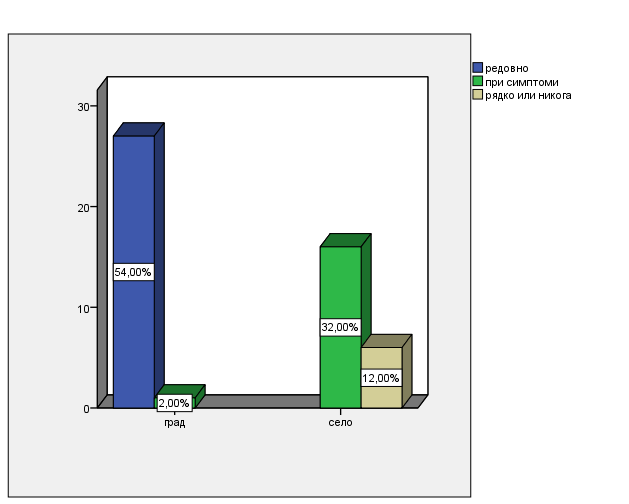 редовно
при симптоми
рядко или никога
30
20
10
0
54,00%
2,00%
32,00%
12,00%
град
село